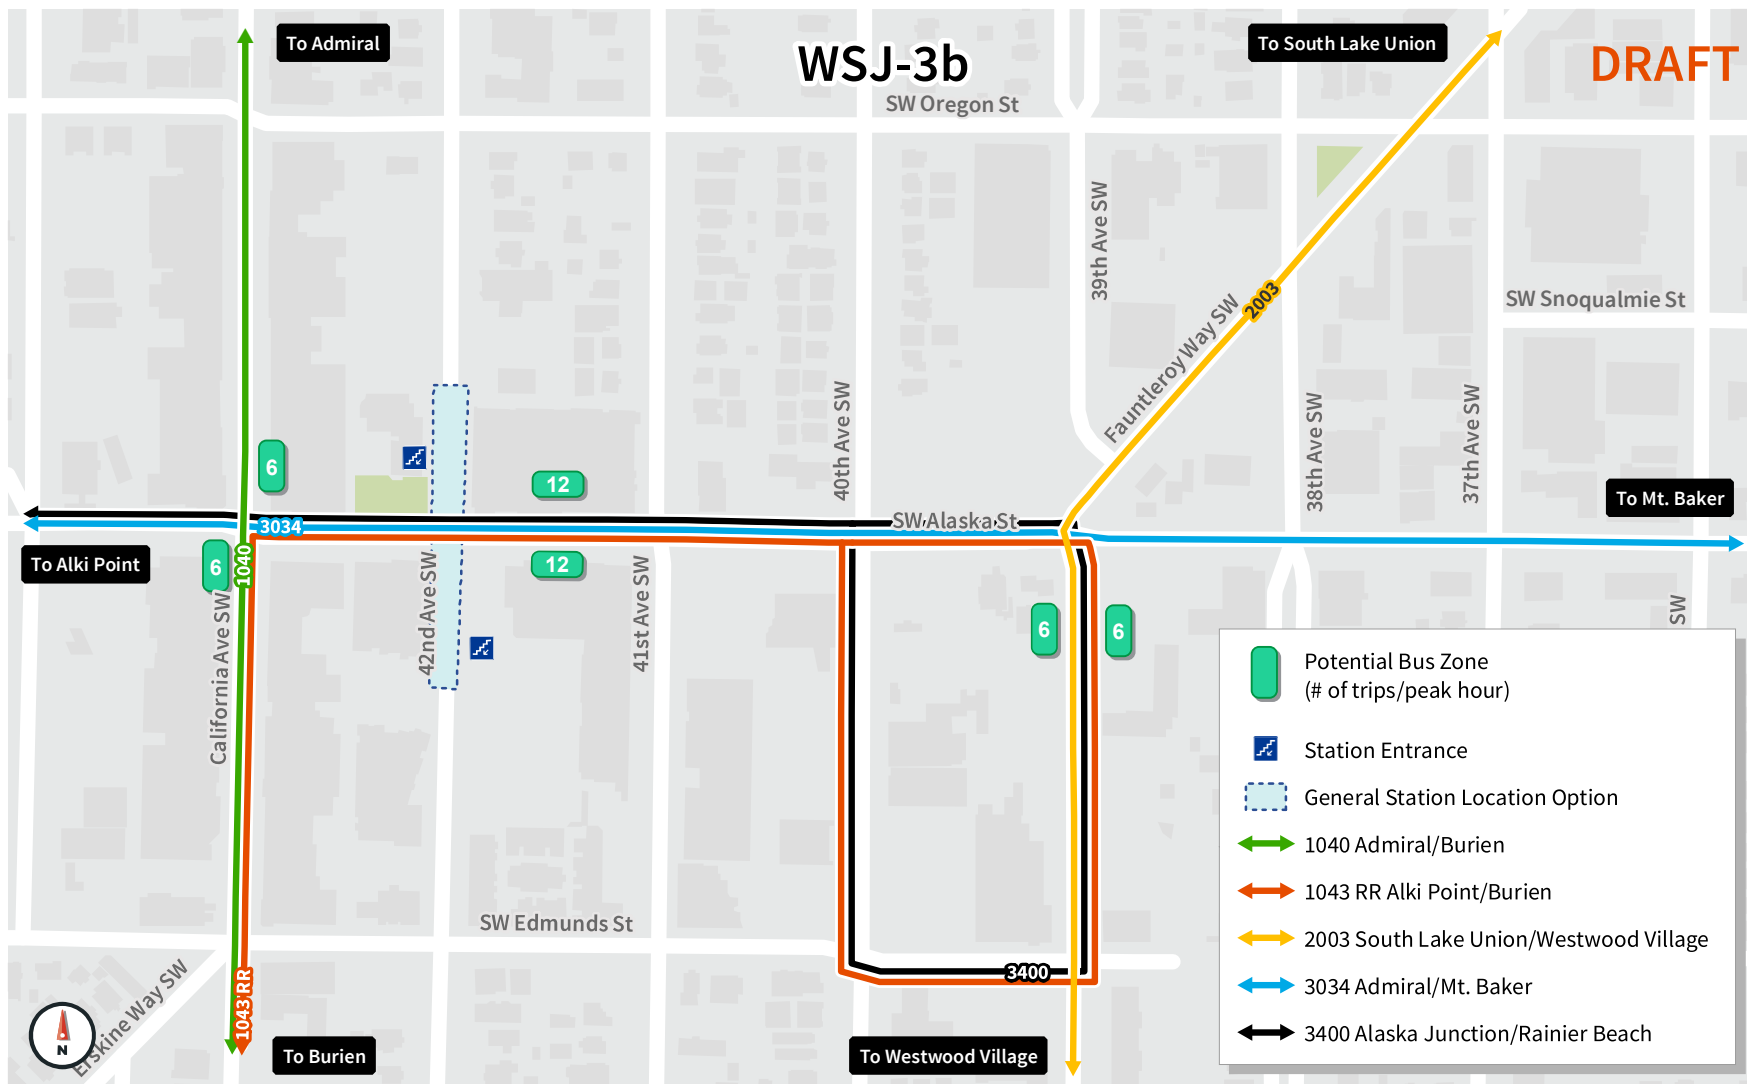 To Admiral
WSJ-3b
To South Lake Union
DRAFT
SW Oregon St
39th Ave SW
SW Snoqualmie St
2003
Fauntleroy Way SW
40th Ave SW
38th Ave SW
37th Ave SW
6
12
To Mt. Baker
SW Alaska St
3034
To Alki Point
6
1040
12
42nd Ave SW
41st Ave SW
California Ave SW
6
6
SW
Potential Bus Zone
(# of trips/peak hour)
Station Entrance
General Station Location Option
1040 Admiral/Burien
1043 RR Alki Point/Burien
2003 South Lake Union/Westwood Village
3034 Admiral/Mt. Baker
3400 Alaska Junction/Rainier Beach
SW Edmunds St
3400
1043 RR
Erskine Way SW
N
To Burien
To Westwood Village